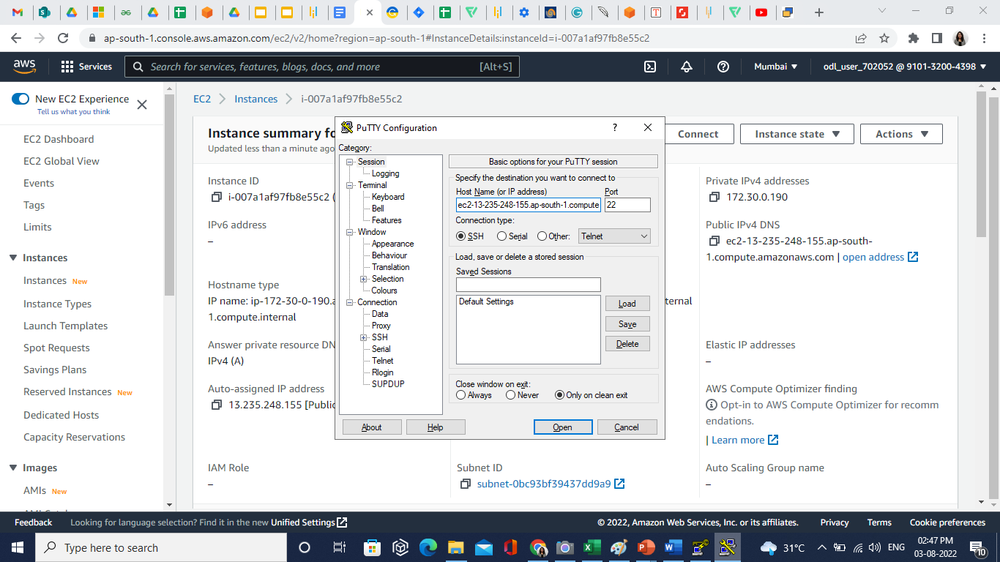 ap-south-1.console.aws.amazon.com/ec2/v2/home?region=ap-south-1#InstanceDetails:instanceId=i-007a1af97fb8e55c2
aws
Services
Search for services, features, blogs, docs, and more
[Alt+S]
Mumbai
odl_user_702052 @ 9101-3200-4398
New EC2 Experience
Tell us what you think
EC2 Dashboard
EC2 Global View
Events
Tags
Limits
Instances
Instances New
Instance Types
Launch Templates
Spot Requests
Savings Plans
Reserved Instances New
Dedicated Hosts
Capacity Reservations
Images
AMIs New
EC2
Instances
i-007a1af97fb8e55c2
Instance summary fo
Updated less than a minute ago
Connect
Instance state
Actions
Instance ID
i-007a1af97fb8e55c2 (
IPv6 address
–
Hostname type
IP name: ip-172-30-0-190.a
1.compute.internal
Answer private resource DN
IPv4 (A)
Auto-assigned IP address
13.235.248.155 [Public
IAM Role
–
Subnet ID
subnet-0bc93bf39437dd9a9
ternal
Private IPv4 addresses
172.30.0.190
Public IPv4 DNS
ec2-13-235-248-155.ap-south-
1.compute.amazonaws.com | open address
Elastic IP addresses
–
AWS Compute Optimizer finding
Opt-in to AWS Compute Optimizer for recomm
endations.
| Learn more
Auto Scaling Group name
–
PuTTY Configuration
?
Category:
Session
Logging
Terminal
Keyboard
Bell
Features
Window
Appearance
Behaviour
Translation
Selection
Colours
Connection
Data
Proxy
SSH
Serial
Telnet
Rlogin
SUPDUP
Basic options for your PuTTY session
Specify the destination you want to connect to
Host Name (or IP address)
Port
ec2-13-235-248-155.ap-south-1.compute
22
Connection type:
SSH
Serial
Other:
Telnet
Load, save or delete a stored session
Saved Sessions
Default Settings
Load
Save
Delete
Close window on exit:
Always
Never
Only on clean exit
About
Help
Open
Cancel
Feedback
Looking for language selection? Find it in the new Unified Settings
© 2022, Amazon Web Services, Inc. or its affiliates.
Privacy
Terms
Cookie preferences
Type here to search
31°C
ENG
02:47 PM
03-08-2022
10